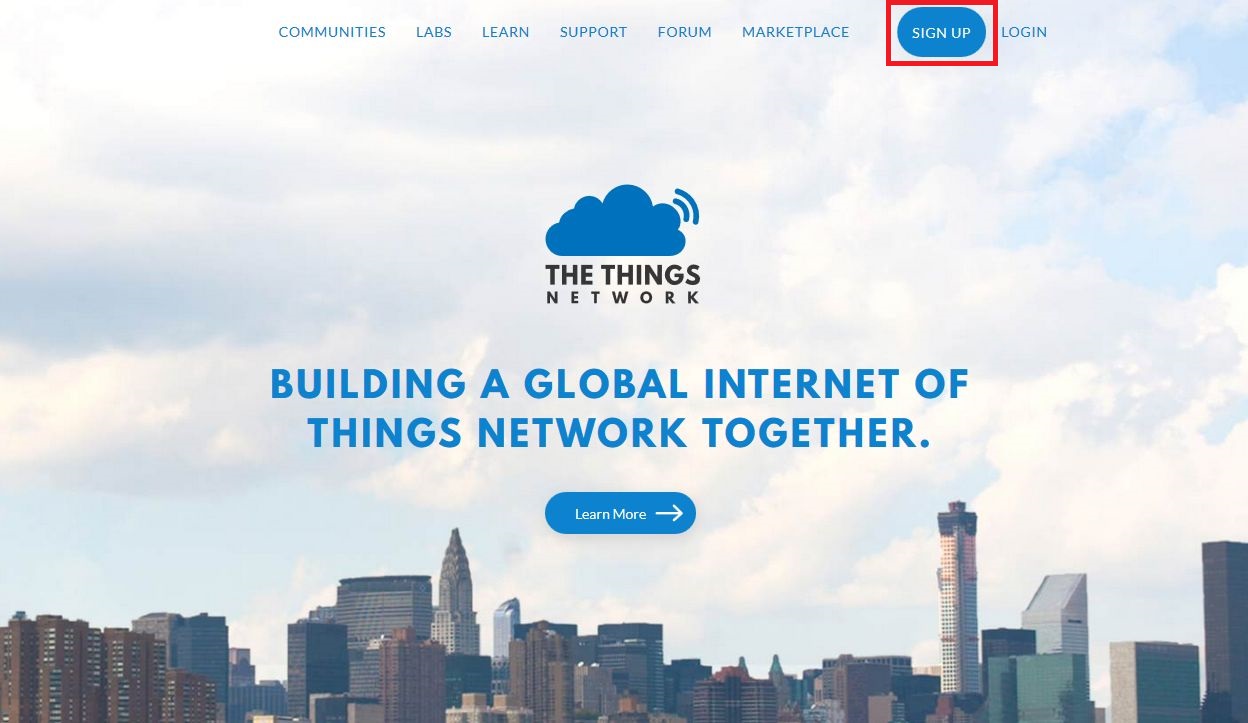 COMMUNITIES LABS LEARN SUPPORT FORUM MARKETPLACE SIGN UP LOGIN
THE THINGS
NETWORK
BUILDING A GLOBAL INTERNET OF
THINGS NETWORK TOGETHER.
Learn More